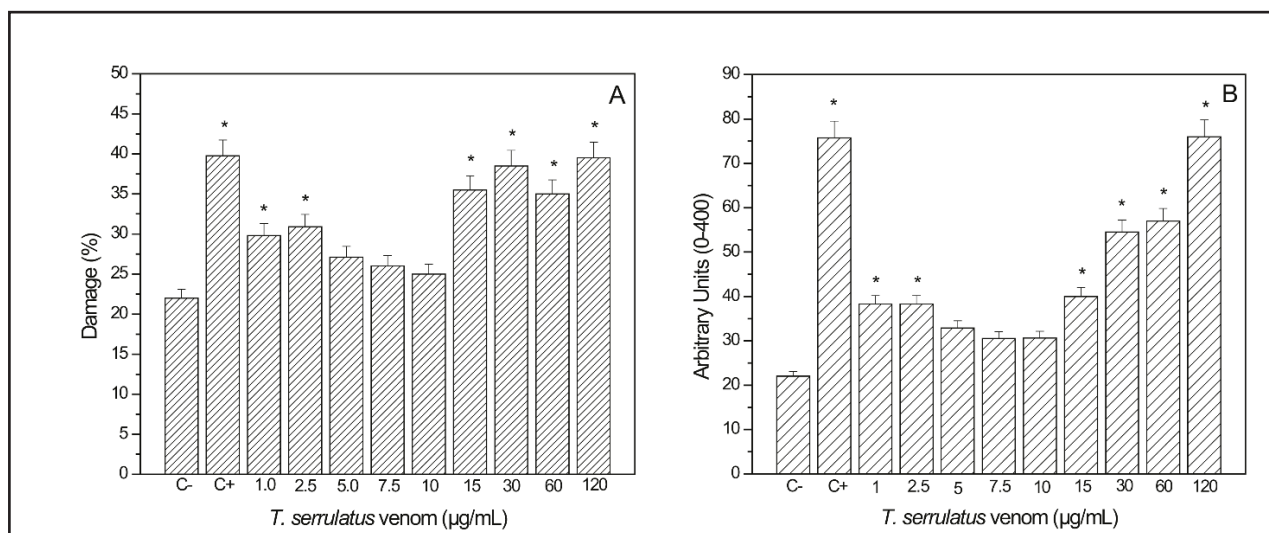 A
50
45
40
35
30
25
20
15
10
5
0
Damage (%)
* * * * * * *
C- C+ 1.0 2.5 5.0 7.5 10 15 30 60 120
T. serrulatus venom (µg/mL)
B
90
80
70
60
50
40
30
20
10
0
Arbitrary Units (0-400)
* * * * * * *
C- C+ 1 2.5 5 7.5 10 15 30 60 120
T. serrulatus venom (µg/mL)